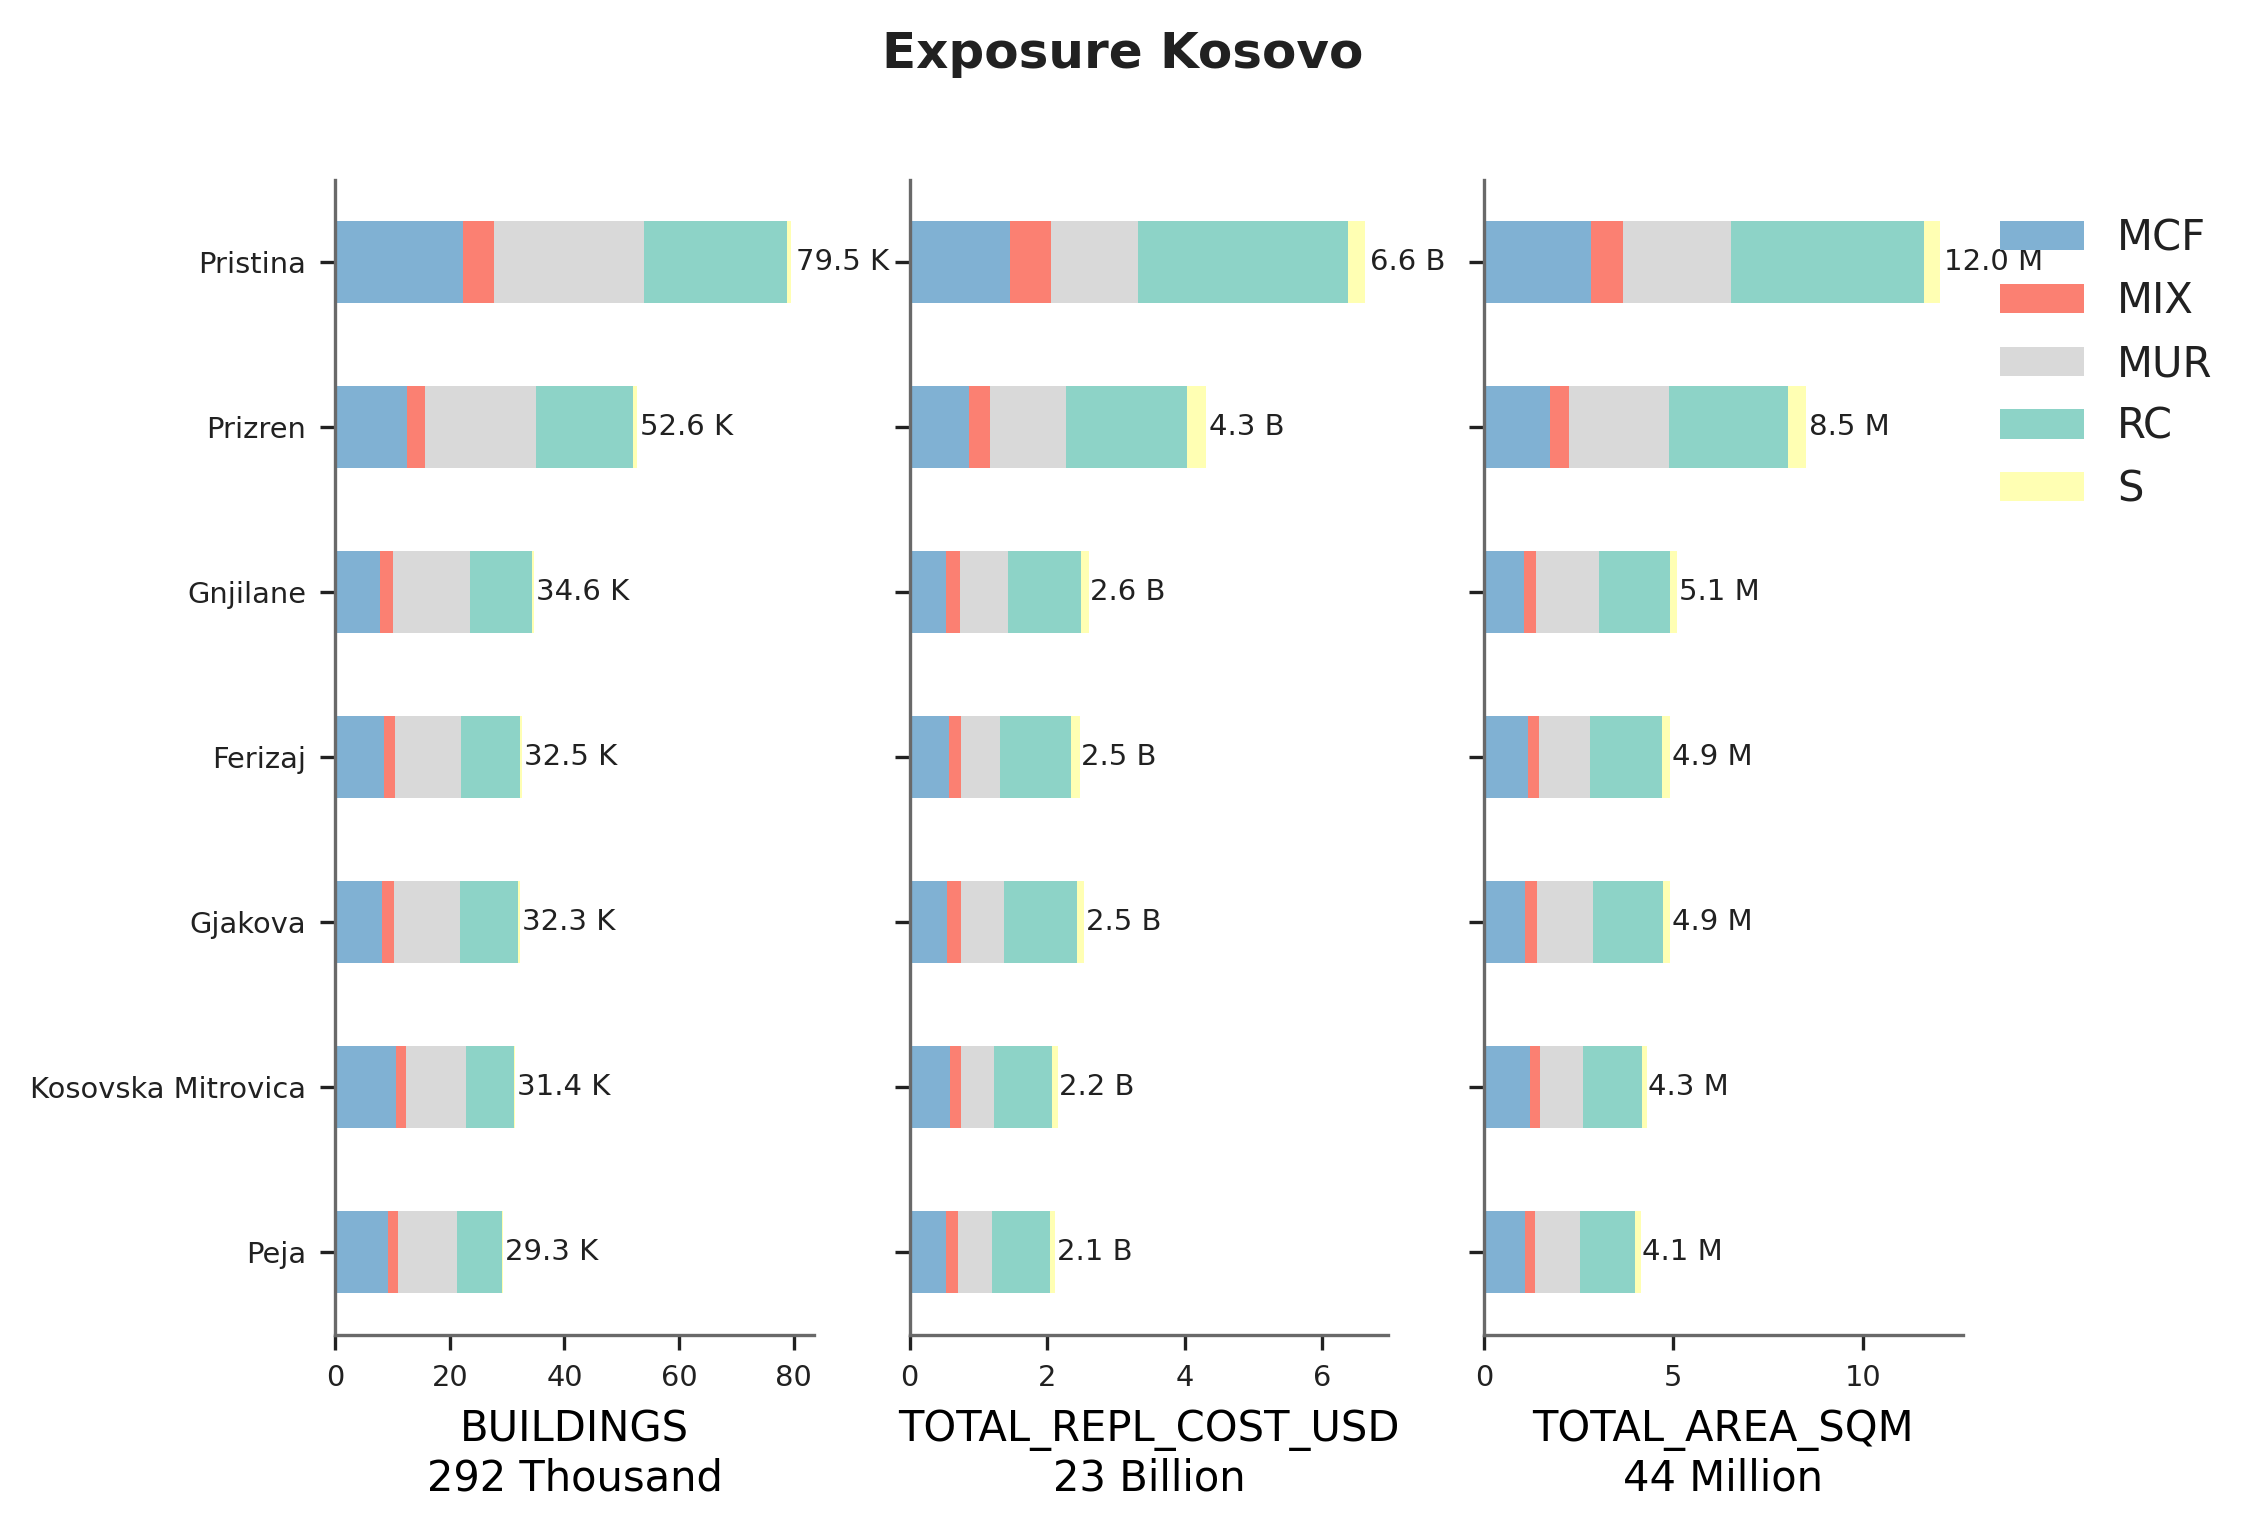 Exposure Kosovo
Pristina
Prizren
Gnjilane
Ferizaj
Gjakova
Kosovska Mitrovica
Peja
79.5 K
52.6 K
34.6 K
32.5 K
32.3 K
31.4 K
29.3 K
0 20 40 60 80
BUILDINGS
292 Thousand
6.6 B
4.3 B
2.6 B
2.5 B
2.5 B
2.2 B
2.1 B
0 2 4 6
TOTAL_REPL_COST_USD
23 Billion
12.0 M
8.5 M
5.1 M
4.9 M
4.9 M
4.3 M
4.1 M
0 5 10
TOTAL_AREA_SQM
44 Million
MCF
MIX
MUR
RC
S